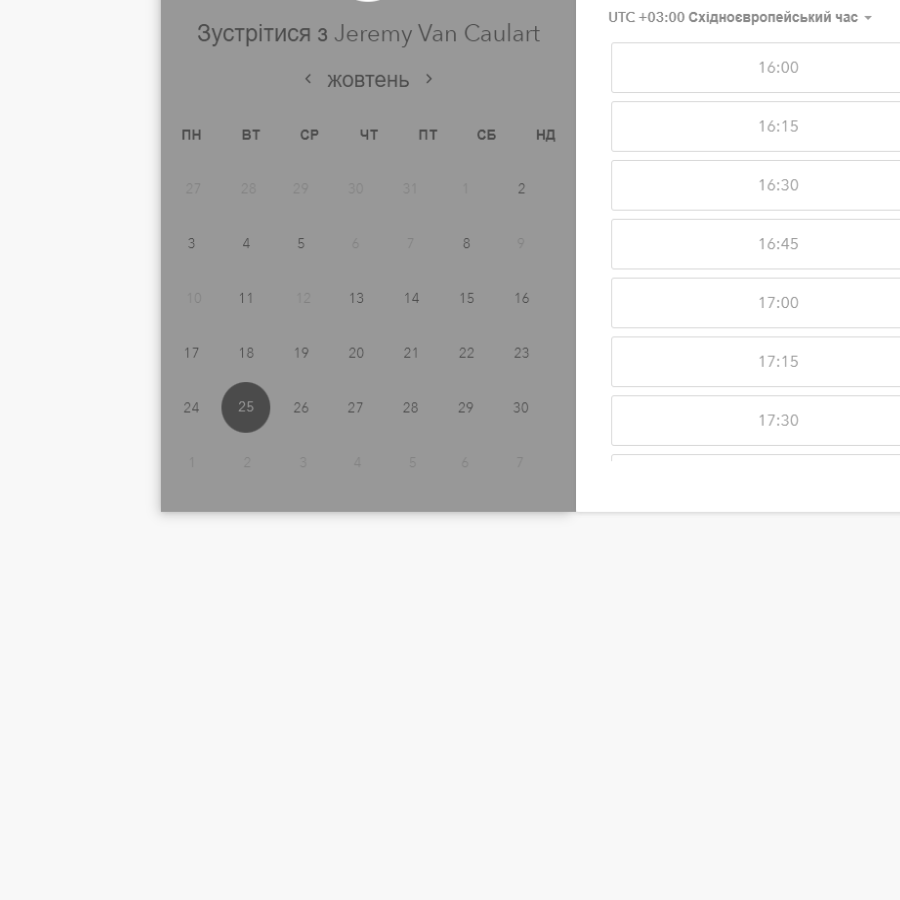 Зустрітися з Jeremy Van Caulart
жовтень
ПН ВТ СР ЧТ ПТ СБ НД
27 28 29 30 31 1 2
3 4 5 6 7 8 9
10 11 12 13 14 15 16
17 18 19 20 21 22 23
24 25 26 27 28 29 30
1 2 3 4 5 6 7
UTC +03:00 Східноєвропейський час
16:00
16:15
16:30
16:45
17:00
17:15
17:30